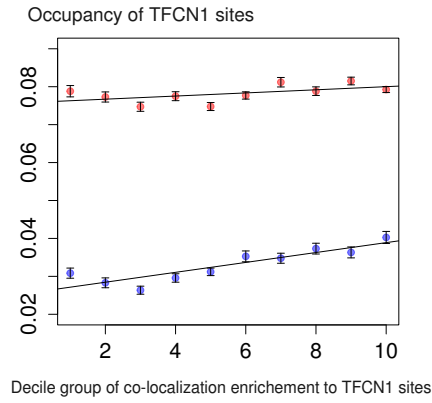 Occupancy of TFCN1 sites
0.08
0.06
0.04
0.02
2 4 6 8 10
Decile group of co-localization enrichement to TFCN1 sites